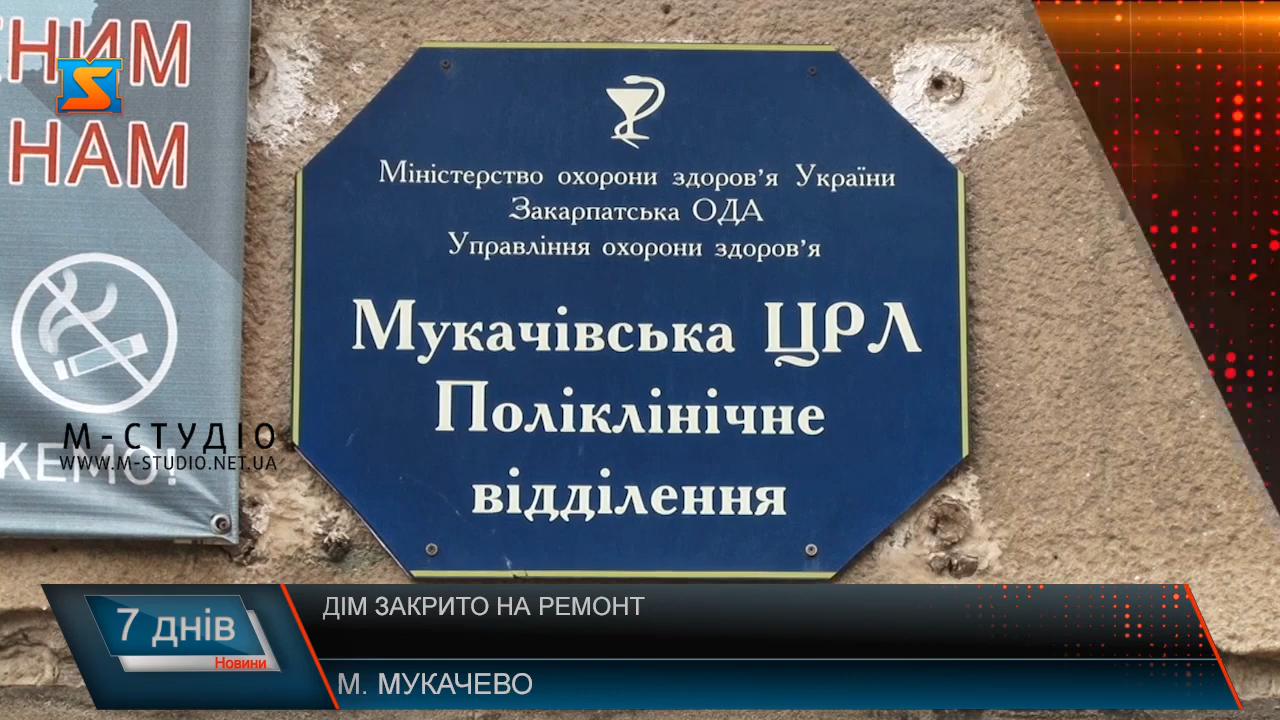 НАМ
Міністерство охорони здоров'я України
Закарпатська ОДА
Управління охорони здоров'я
Мукачівська ЦРЛ
Поліклінічне
відділення
М-СТУДІО
WWW.M-STUDIO.NET.UA
7 днів
Новини
ДІМ ЗАКРИТО НА РЕМОНТ
М. МУКАЧЕВО